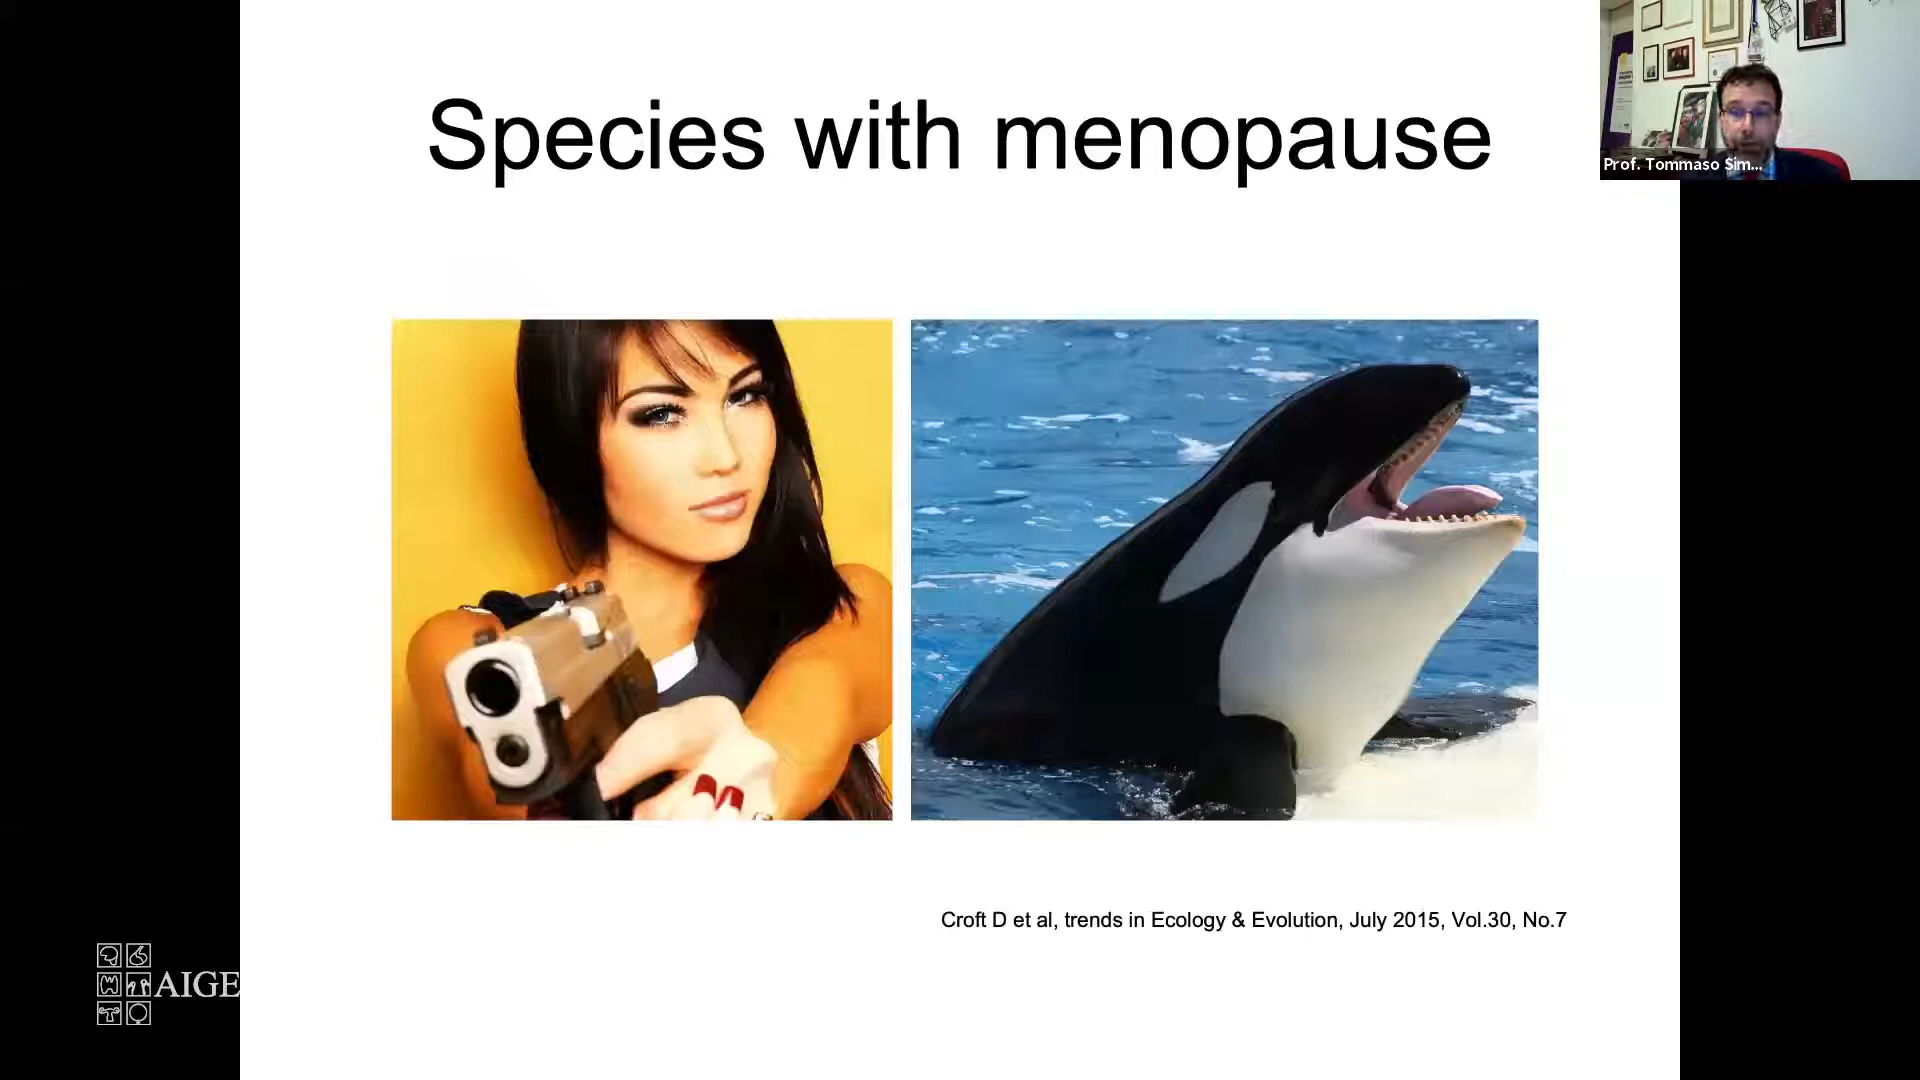 Species with menopause
Prof. Tommaso Sim...
Croft D et al, trends in Ecology & Evolution, July 2015, Vol.30, No.7
AIGE